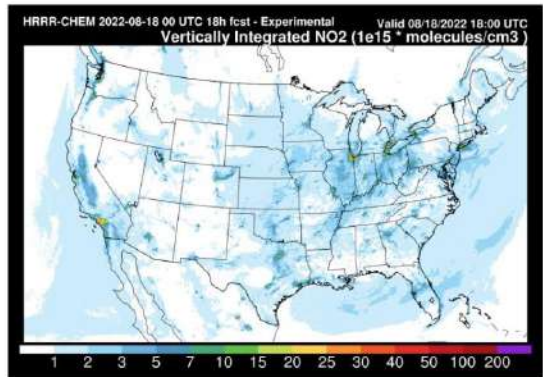 HRRR-CHEM 2022-08-18 00 UTC 18h fcst - Experimental Valid 08/18/2022 18:00 UTC
Vertically Integrated NO2 (1e15 * molecules/cm3 )
1 2 3 5 7 10 15 20 25 30 40 50 100 200